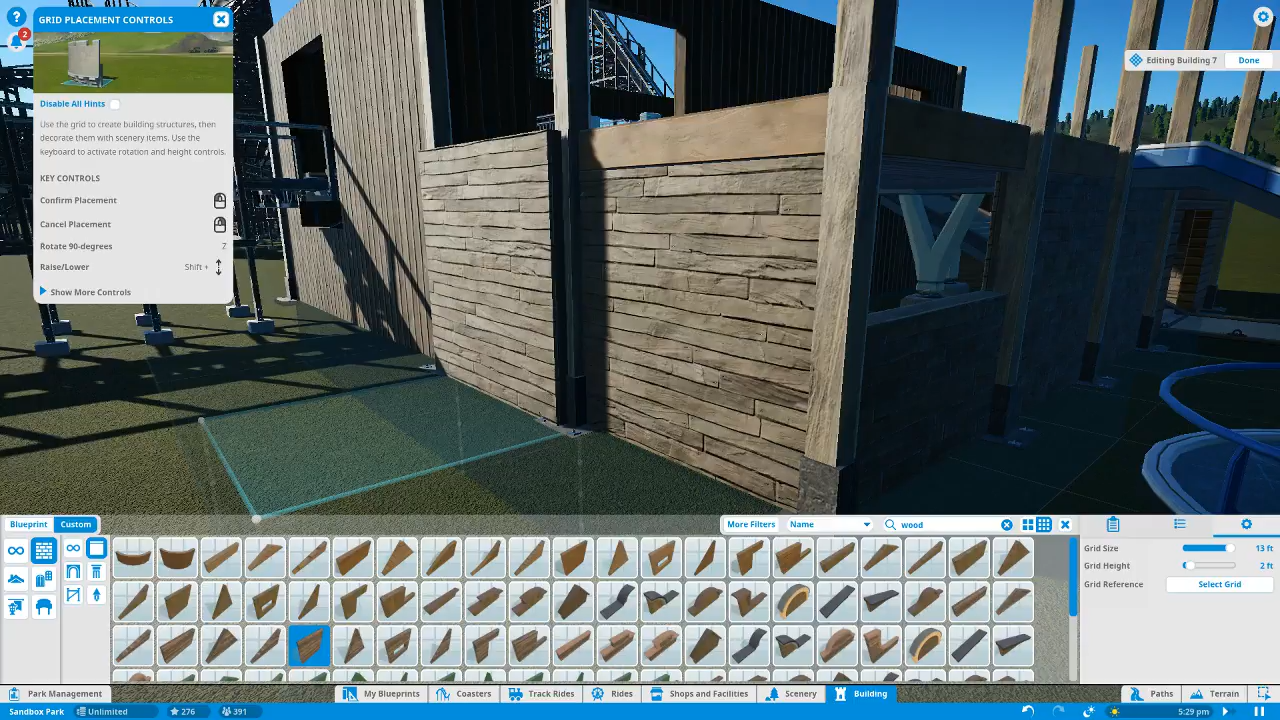 ?
GRID PLACEMENT CONTROLS
2
Disable All Hints
Use the grid to create building structures, then
decorate them with scenery items. Use the
keyboard to activate rotation and height controls.
KEY CONTROLS
Confirm Placement
Cancel Placement
Rotate 90-degrees Z
Raise/Lower Shift +
Show More Controls
Editing Building 7 Done
Blueprint Custom More Filters Name wood
Grid Size 13 ft
Grid Height 2 ft
Grid Reference Select Grid
Park Management My Blueprints Coasters Track Rides Rides Shops and Facilities Scenery Building Paths Terrain
Sandbox Park Unlimited 276 391 5:29 pm